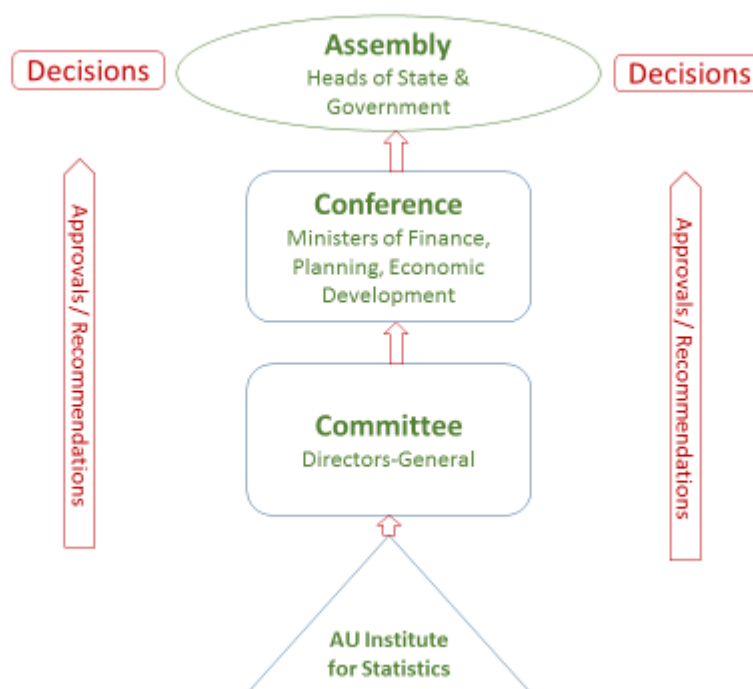 Assembly
Heads of State &
Government
Decisions
Decisions
Conference
Ministers of Finance,
Planning, Economic
Development
Approvals / Recommendations
Approvals / Recommendations
Committee
Directors-General
AU Institute
for Statistics